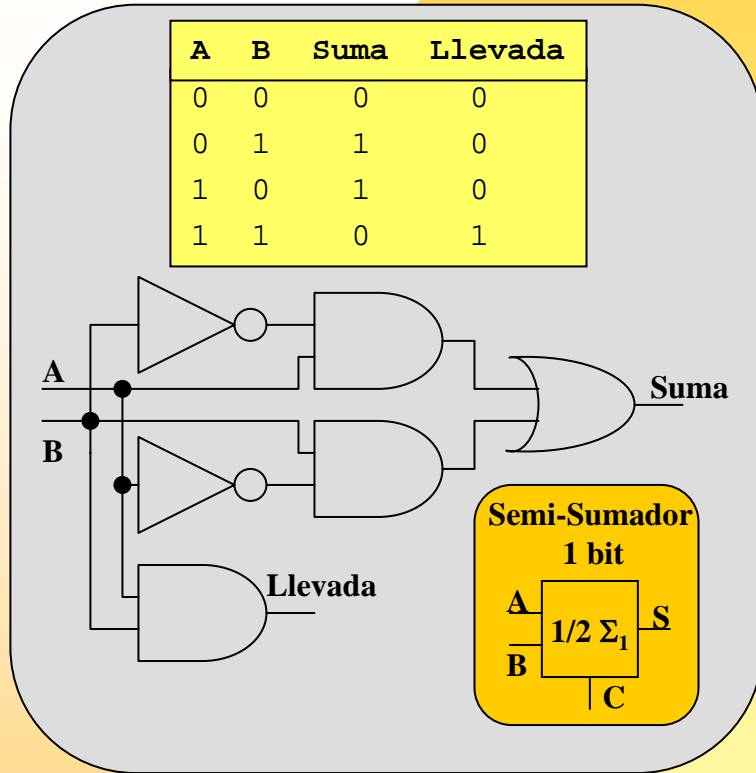 A B Suma Llevada
0 0 0 0
0 1 1 0
1 0 1 0
1 1 0 1
A
B
Suma
Llevada
Semi-Sumador
1 bit
A
B
1/2 Σ₁
S
C